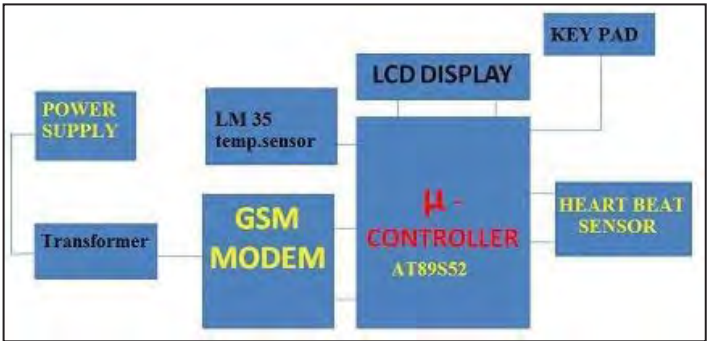 KEY PAD
LCD DISPLAY
POWER
SUPPLY
LM 35
temp.sensor
μ -
CONTROLLER
AT89S52
HEART BEAT
SENSOR
GSM
MODEM
Transformer